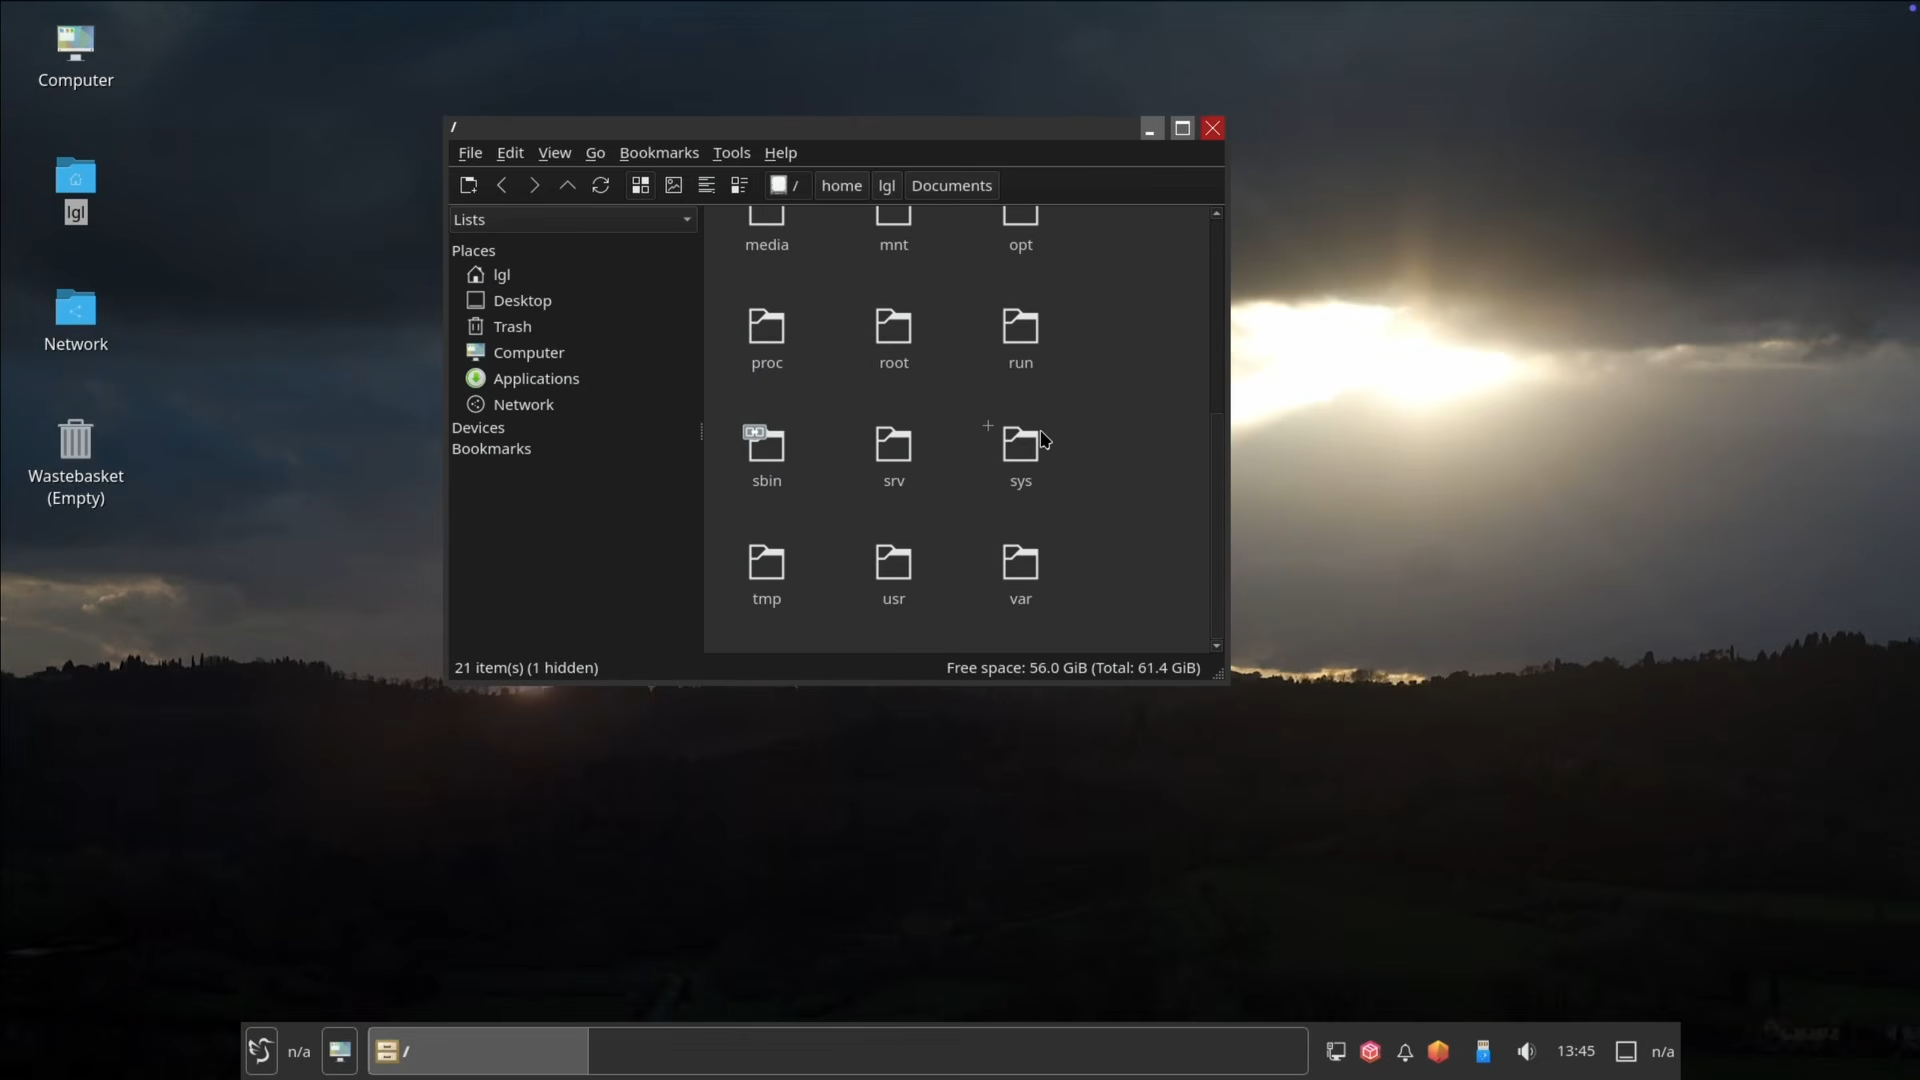 Computer
lgl
Network
Wastebasket
(Empty)
/
File Edit View Go Bookmarks Tools Help
/ home lgl Documents
Lists
Places
lgl
Desktop
Trash
Computer
Applications
Network
Devices
Bookmarks
media mnt opt
proc root run
sbin srv sys
tmp usr var
21 item(s) (1 hidden) Free space: 56.0 GiB (Total: 61.4 GiB)
n/a / 13:45 n/a